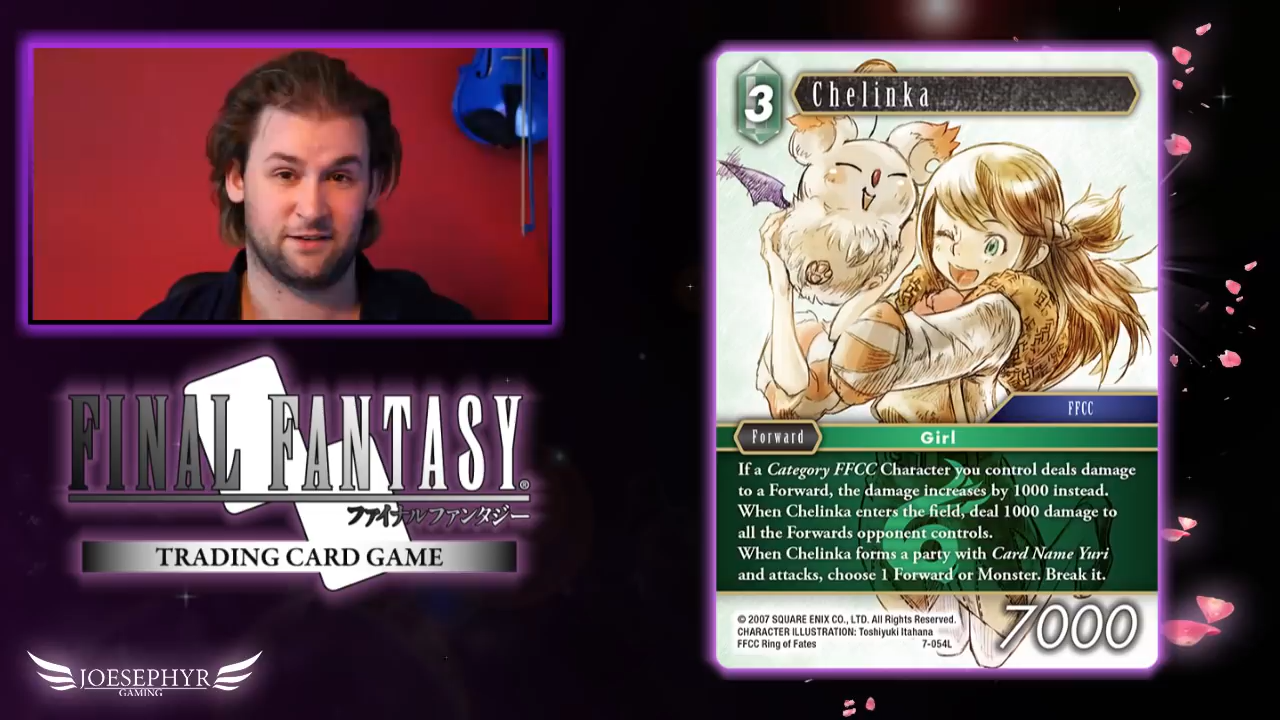 3
Chelinka
FFCC
Forward
Girl
If a Category FFCC Character you control deals damage
to a Forward, the damage increases by 1000 instead.
When Chelinka enters the field, deal 1000 damage to
all the Forwards opponent controls.
When Chelinka forms a party with Card Name Yuri
and attacks, choose 1 Forward or Monster. Break it.
© 2007 SQUARE ENIX CO., LTD. All Rights Reserved.
CHARACTER ILLUSTRATION: Toshiyuki Itahana
FFCC Ring of Fates
7-054L
7000
FINAL FANTASY®
ファイナルファンタジー
TRADING CARD GAME
JOESEPHYR
GAMING